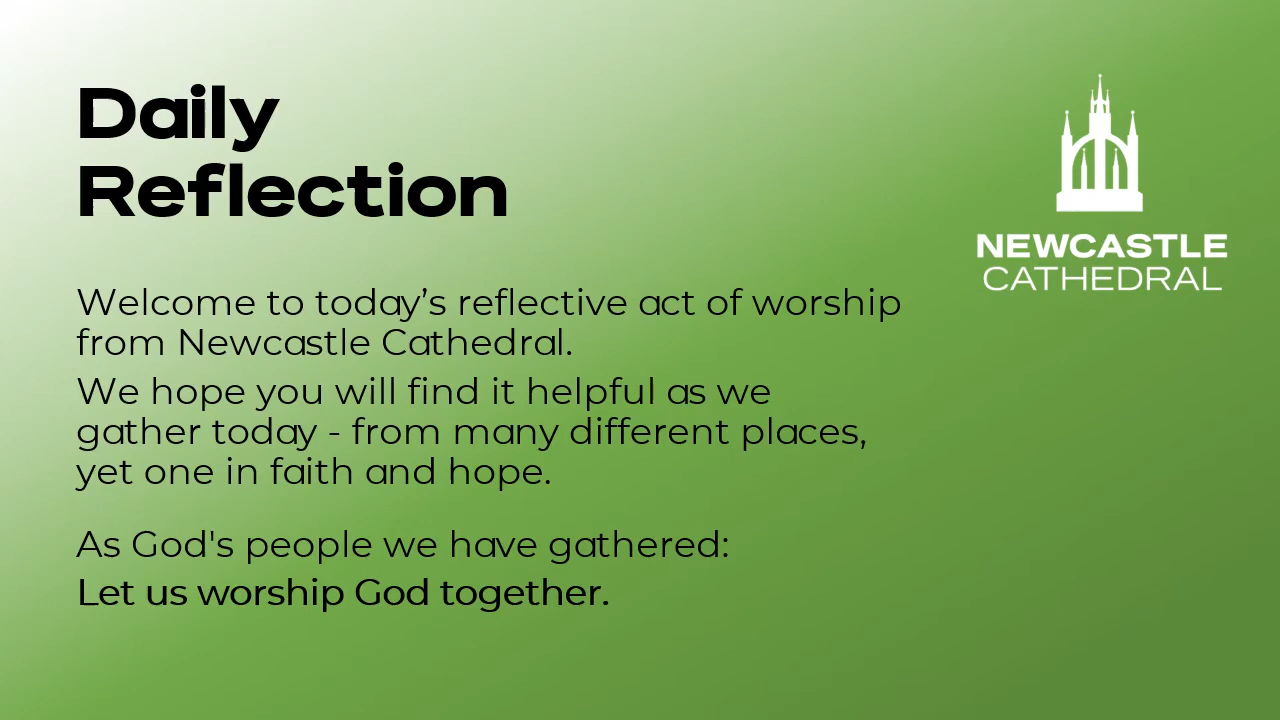 Daily
Reflection
NEWCASTLE
CATHEDRAL
Welcome to today’s reflective act of worship
from Newcastle Cathedral.
We hope you will find it helpful as we
gather today - from many different places,
yet one in faith and hope.
As God's people we have gathered:
Let us worship God together.